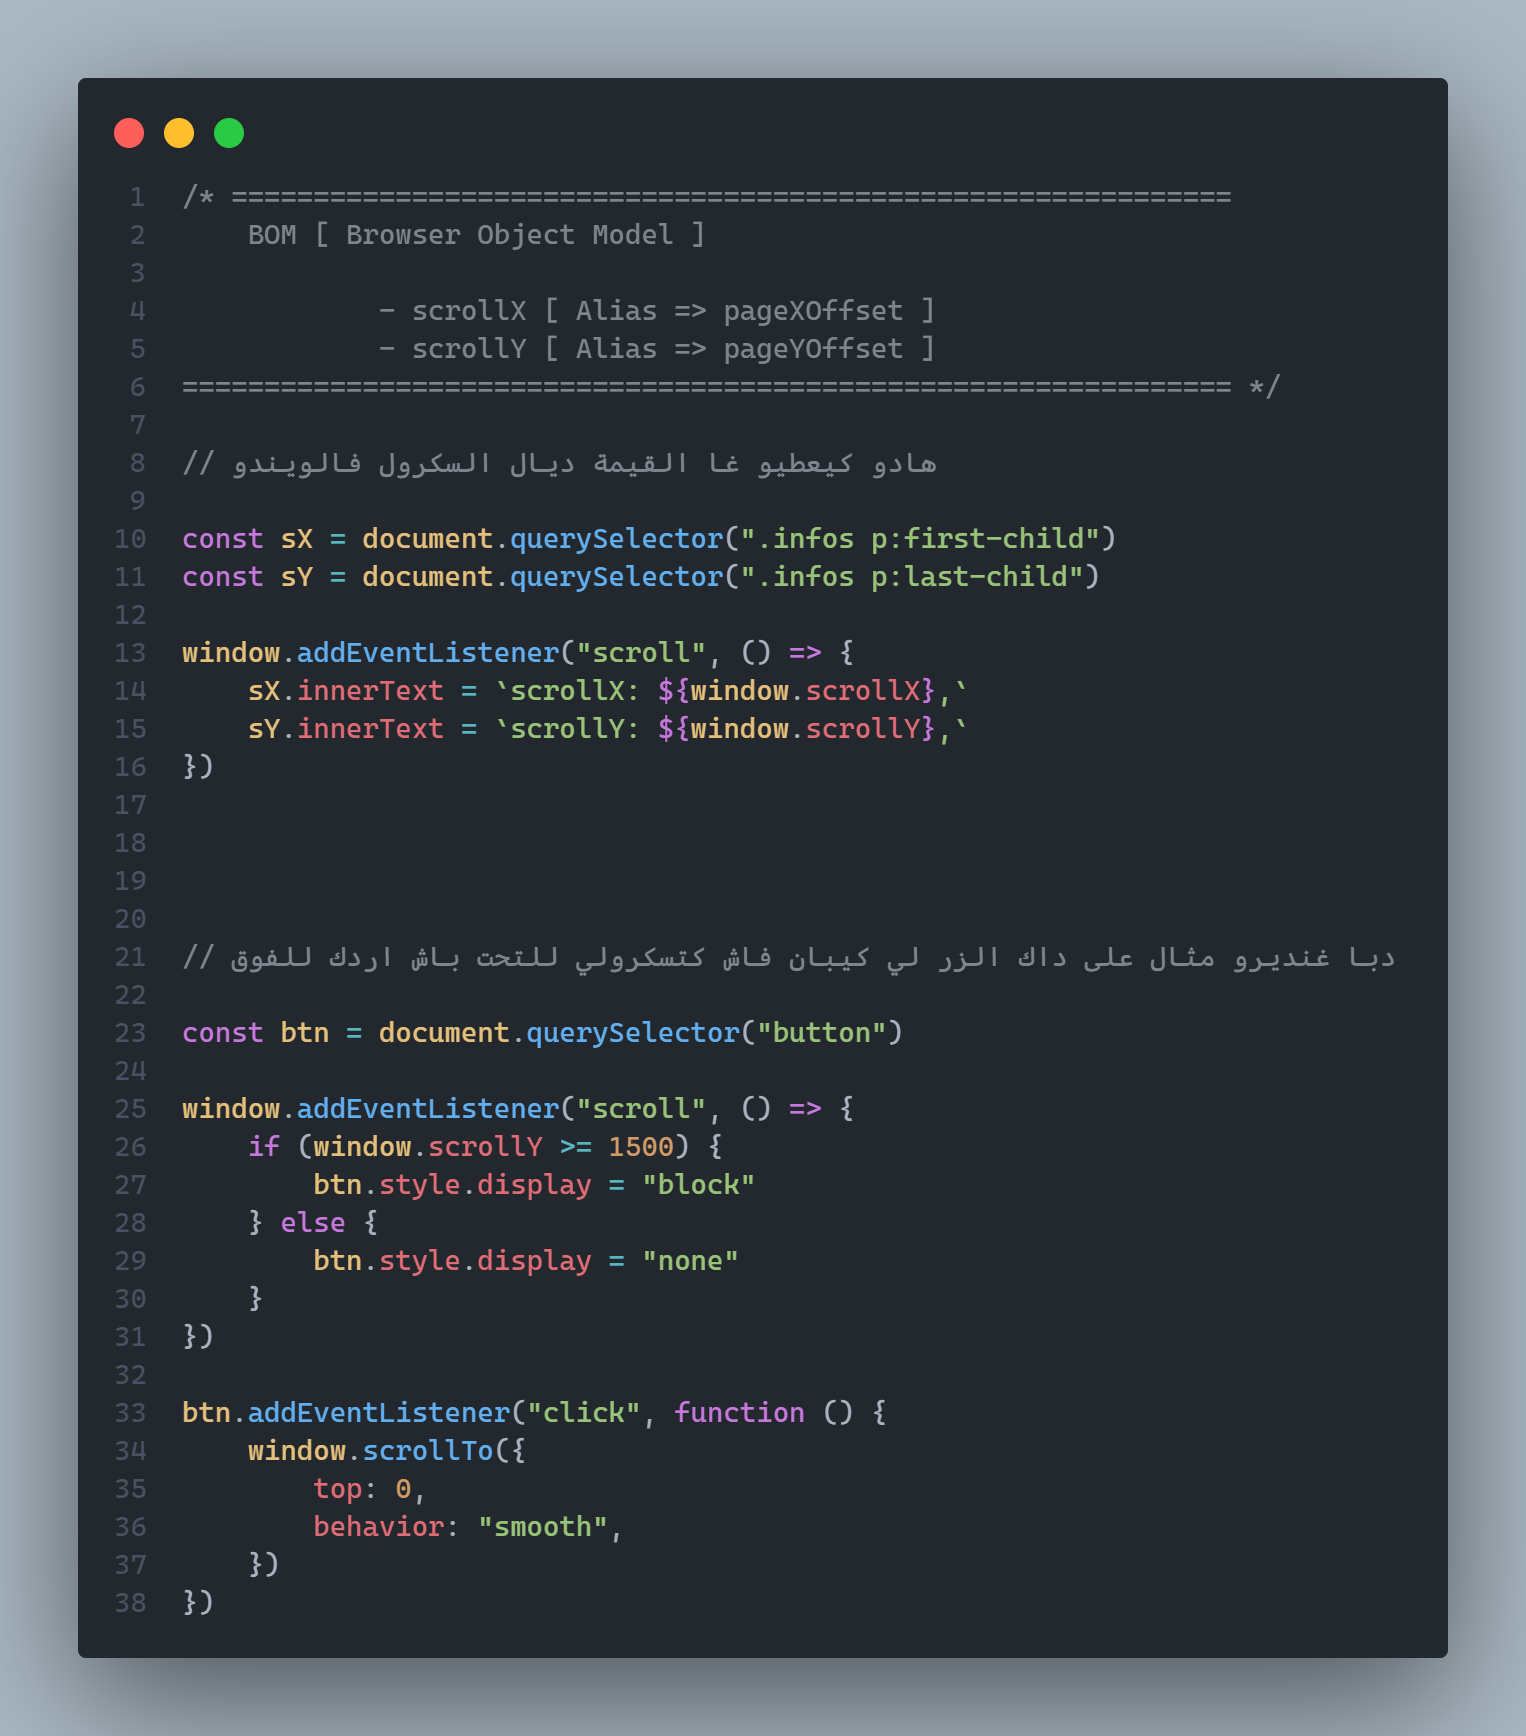 1 /* =============================================================
2     BOM [ Browser Object Model ]
3
4             - scrollX [ Alias => pageXOffset ]
5             - scrollY [ Alias => pageYOffset ]
6 ================================================================ */
7
8 // هادو كيعطيو غا القيمة ديال السكرول فالويندو
9
10 const sX = document.querySelector(".infos p:first-child")
11 const sY = document.querySelector(".infos p:last-child")
12
13 window.addEventListener("scroll", () => {
14     sX.innerText = `scrollX: ${window.scrollX},`
15     sY.innerText = `scrollY: ${window.scrollY},`
16 })
17
18
19
20
21 // دبا غنديرو مثال على داك الزر لي كيبان فاش كتسكرولي للتحت باش اردك للفوق
22
23 const btn = document.querySelector("button")
24
25 window.addEventListener("scroll", () => {
26     if (window.scrollY >= 1500) {
27         btn.style.display = "block"
28     } else {
29         btn.style.display = "none"
30     }
31 })
32
33 btn.addEventListener("click", function () {
34     window.scrollTo({
35         top: 0,
36         behavior: "smooth",
37     })
38 })